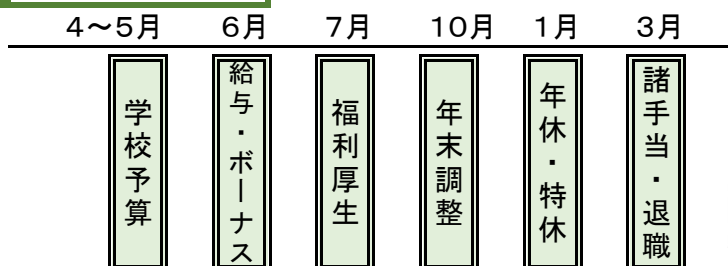 4～5月 6月 7月 10月 1月 3月
学校予算
給与・ボーナス
福利厚生
年末調整
年休・特休
諸手当・退職